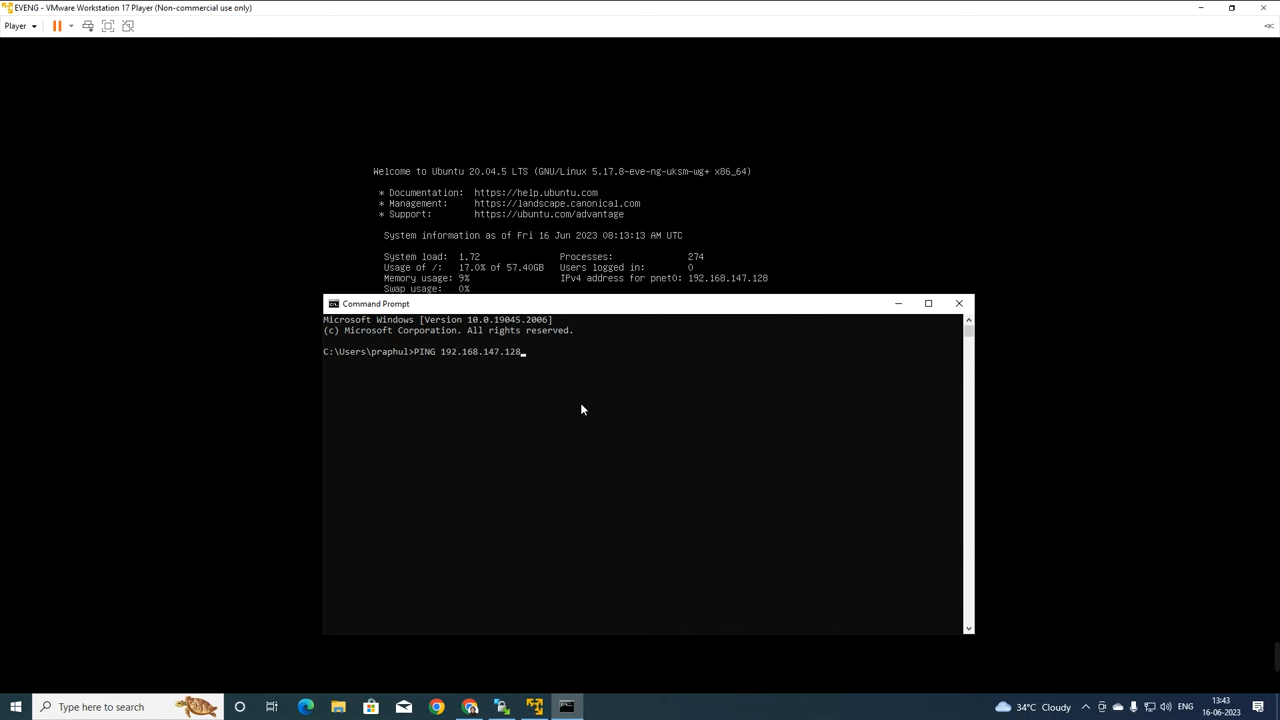 EVENG - VMware Workstation 17 Player (Non-commercial use only)
Player
Welcome to Ubuntu 20.04.5 LTS (GNU/Linux 5.17.8-eve-ng-uksm-wg+ x86_64)
* Documentation: https://help.ubuntu.com
* Management: https://landscape.canonical.com
* Support: https://ubuntu.com/advantage
System information as of Fri 16 Jun 2023 08:13:13 AM UTC
System load: 1.72 Processes: 274
Usage of /: 17.0% of 57.40GB Users logged in: 0
Memory usage: 9% IPv4 address for pnet0: 192.168.147.128
Swap usage: 0%
Command Prompt
Microsoft Windows [Version 10.0.19045.2006]
(c) Microsoft Corporation. All rights reserved.
C:\Users\praphul>PING 192.168.147.128
Type here to search
34°C Cloudy
13:43
16-06-2023